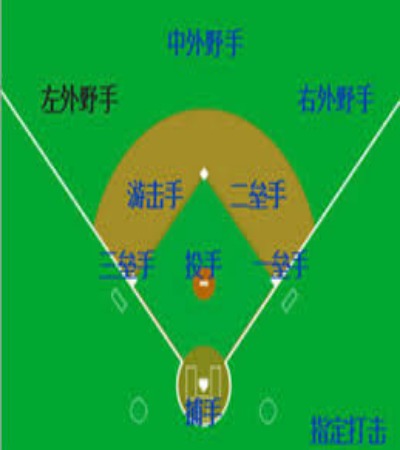 中外野手
左外野手
右外野手
游击手
二垒手
三垒手
投手
一垒手
捕手
指定打击